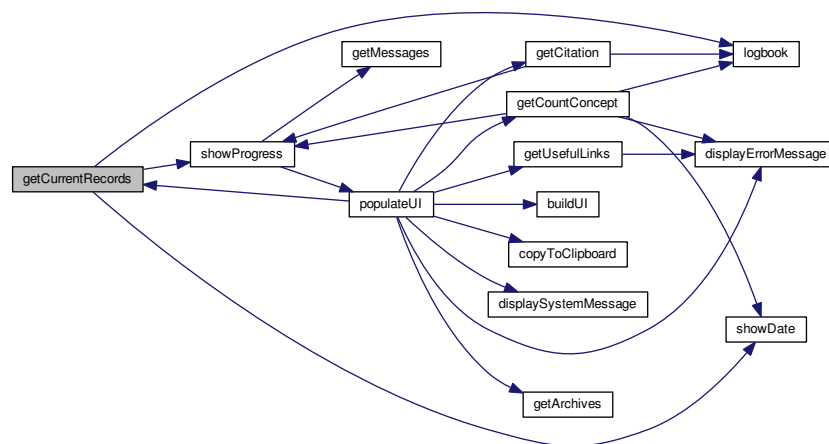 getMessages
getCitation
logbook
getCountConcept
showProgress
getUsefulLinks
displayErrorMessage
getCurrentRecords
populateUI
buildUI
copyToClipboard
displaySystemMessage
showDate
getArchives